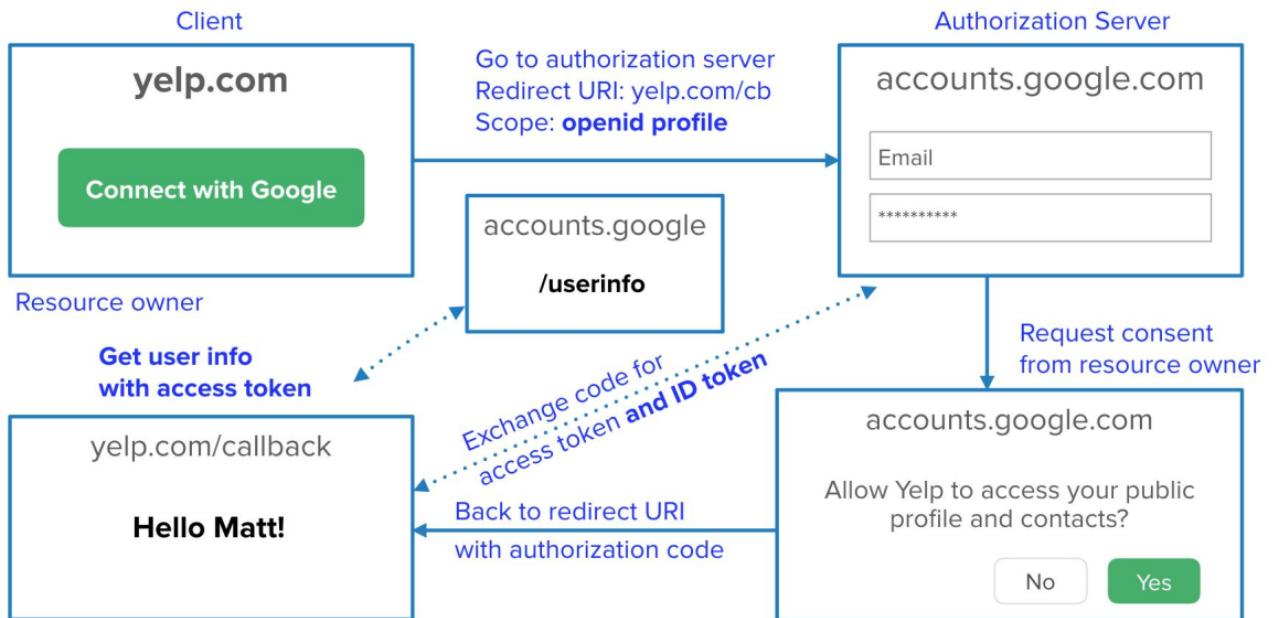 Client
yelp.com
Connect with Google
Resource owner
Go to authorization server
Redirect URI: yelp.com/cb
Scope: openid profile
Authorization Server
accounts.google.com
Email
**********
accounts.google
/userinfo
Request consent
from resource owner
Get user info
with access token
Exchange code for
access token and ID token
accounts.google.com
Allow Yelp to access your public
profile and contacts?
No
Yes
Back to redirect URI
with authorization code
yelp.com/callback
Hello Matt!